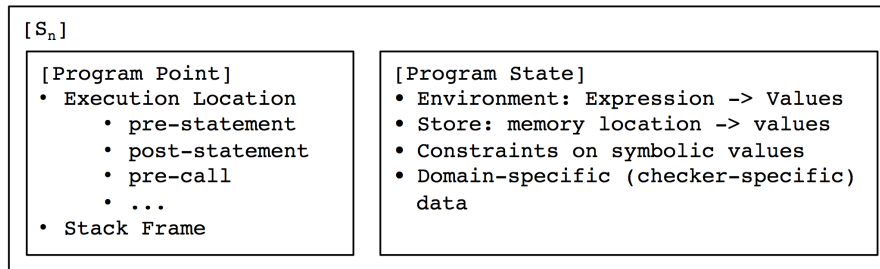 [Sn]
[Program Point]
• Execution Location
• pre-statement
• post-statement
• pre-call
• ...
• Stack Frame
[Program State]
• Environment: Expression -> Values
• Store: memory location -> values
• Constraints on symbolic values
• Domain-specific (checker-specific)
data